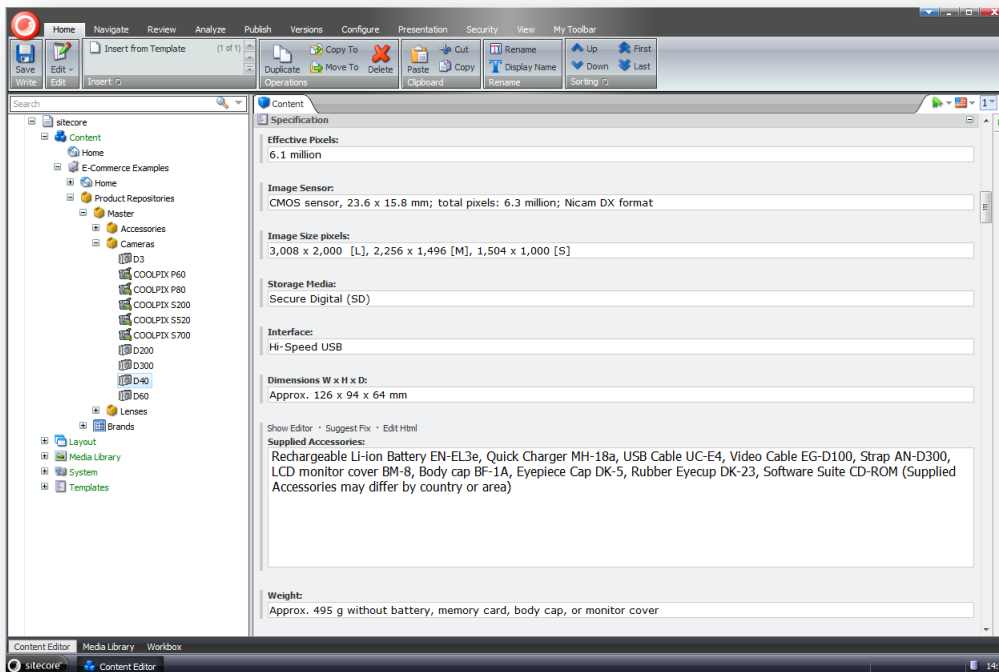 Home Navigate Review Analyze Publish Versions Configure Presentation Security View My Toolbar
Save
Write
Edit
Edit
Insert from Template (1 of 1)
Insert
Duplicate
Copy To
Move To
Delete
Operations
Paste
Cut
Copy
Clipboard
Rename
Display Name
Rename
Up
Down
First
Last
Sorting
Search
sitecore
Content
Home
E-Commerce Examples
Home
Product Repositories
Master
Accessories
Cameras
D3
COOLPIX P60
COOLPIX P80
COOLPIX S200
COOLPIX S520
COOLPIX S700
D200
D300
D40
D60
Lenses
Brands
Layout
Media Library
System
Templates
Content
1
Specification
Effective Pixels:
6.1 million
Image Sensor:
CMOS sensor, 23.6 x 15.8 mm; total pixels: 6.3 million; Nicam DX format
Image Size pixels:
3,008 x 2,000 [L], 2,256 x 1,496 [M], 1,504 x 1,000 [S]
Storage Media:
Secure Digital (SD)
Interface:
Hi-Speed USB
Dimensions W x H x D:
Approx. 126 x 94 x 64 mm
Show Editor · Suggest Fix · Edit Html
Supplied Accessories:
Rechargeable Li-ion Battery EN-EL3e, Quick Charger MH-18a, USB Cable UC-E4, Video Cable EG-D100, Strap AN-D300,
LCD monitor cover BM-8, Body cap BF-1A, Eyepiece Cap DK-5, Rubber Eyecup DK-23, Software Suite CD-ROM (Supplied
Accessories may differ by country or area)
Weight:
Approx. 495 g without battery, memory card, body cap, or monitor cover
Content Editor Media Library Workbox
sitecore Content Editor 14: